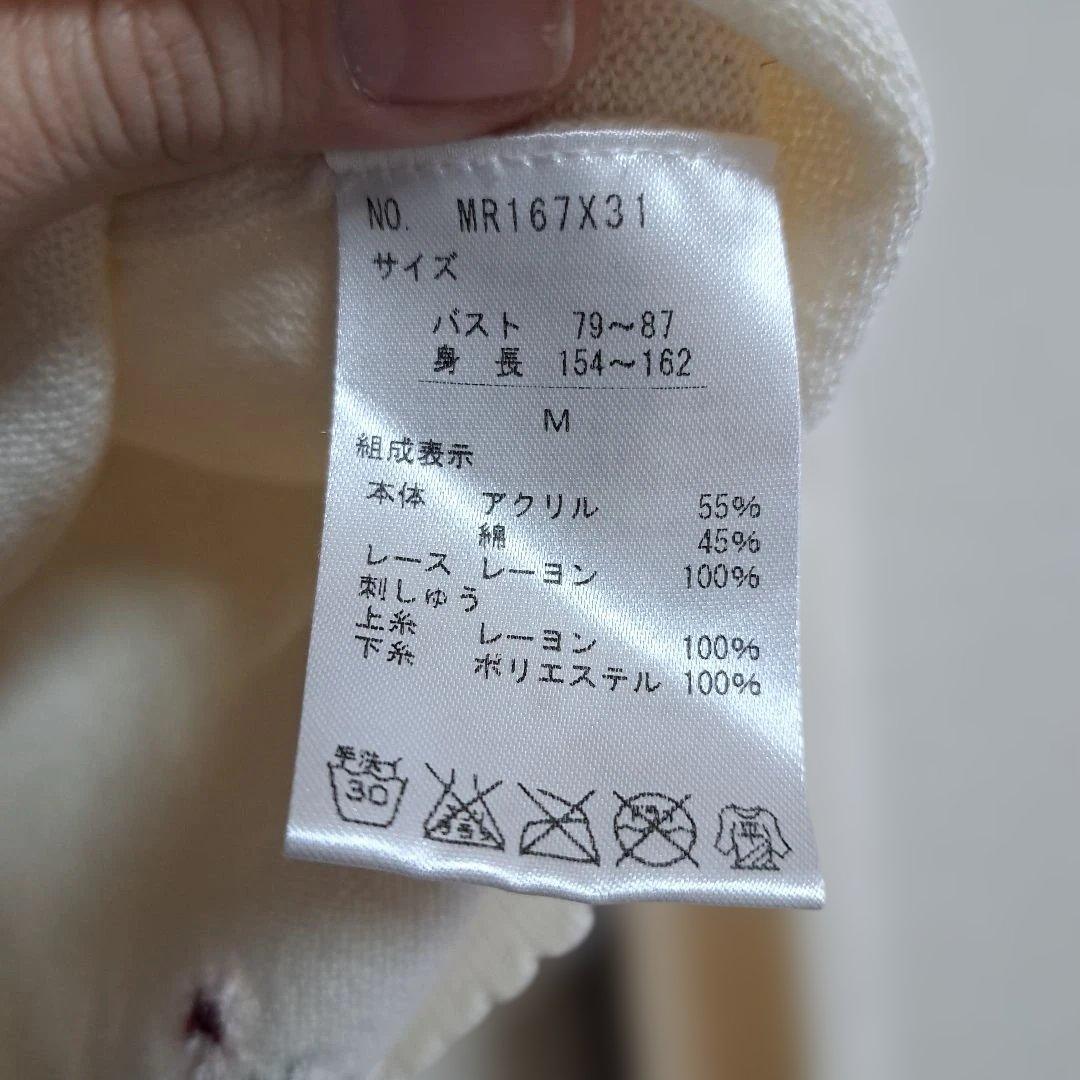 NO. MR167X31
サイズ
バスト 79～87
身長 154～162
M
組成表示
本体 アクリル 55%
綿 45%
レース レーヨン 100%
刺しゅう
上糸 レーヨン 100%
下糸 ポリエステル 100%
手洗イ
30
平